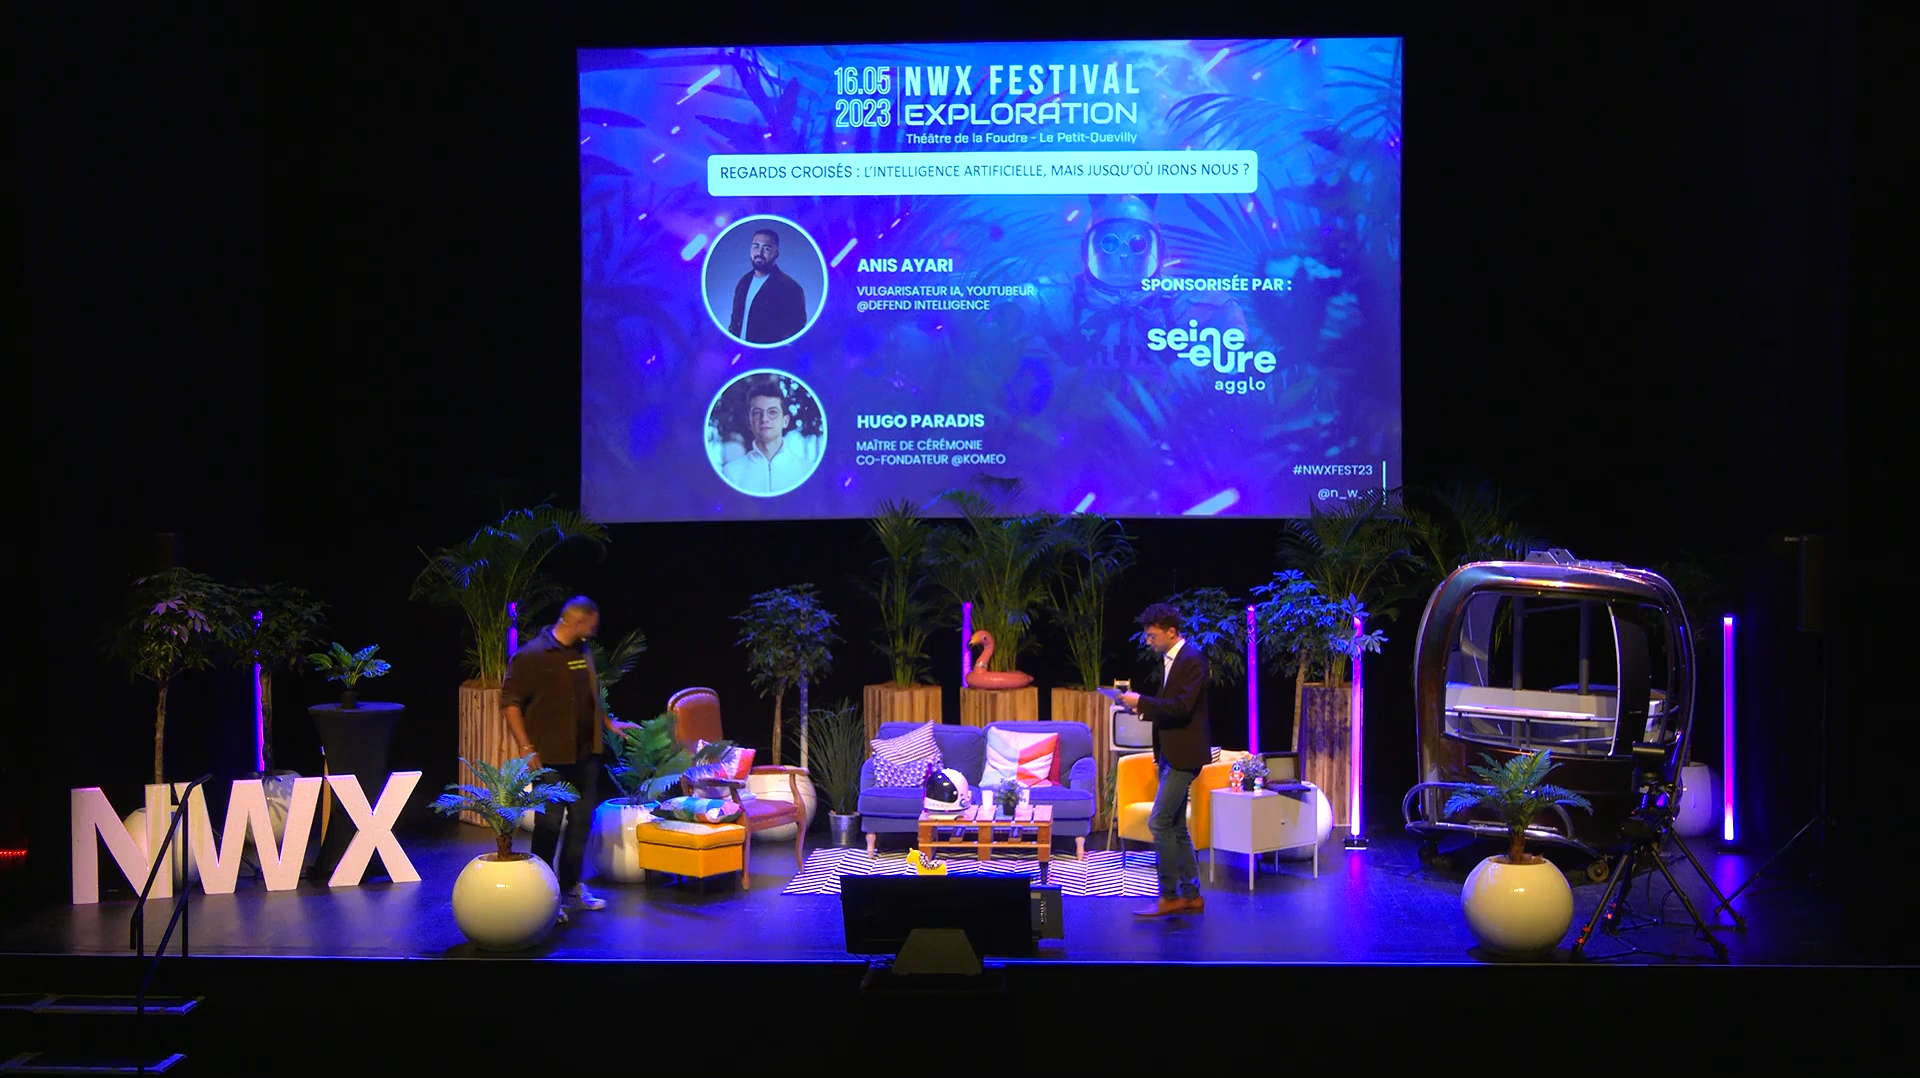 16.05
2023
NWX FESTIVAL
EXPLORATION
Théâtre de la Foudre - Le Petit-Quevilly
REGARDS CROISÉS : L'INTELLIGENCE ARTIFICIELLE, MAIS JUSQU'OÙ IRONS NOUS ?
ANIS AYARI
VULGARISATEUR IA, YOUTUBEUR
@DEFEND INTELLIGENCE
SPONSORISÉE PAR :
seine
-eure
agglo
HUGO PARADIS
MAÎTRE DE CÉRÉMONIE
CO-FONDATEUR @KOMEO
#NWXFEST23
@n_w_
NWX